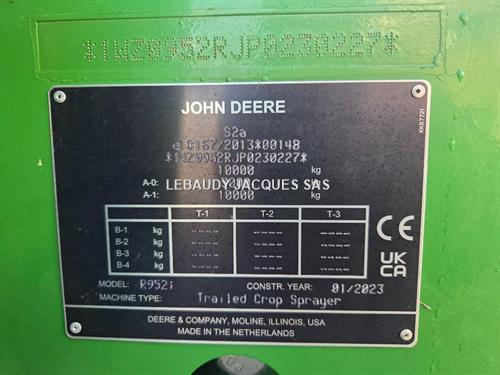 *1WZ0952RJP0230227*
JOHN DEERE
S2a
*167/2013*00148
*1WZ0952RJP0230227*
10000 kg
A-0: kg
LEBAUDY JACQUES SAS
A-1: 10000 kg
T-1 T-2 T-3
B-1 kg ---- ---- ----
B-2 kg ---- ---- ----
B-3 kg ---- ---- ----
B-4 kg ---- ---- ----
CE
UK
CA
MODEL: R952i CONSTR. YEAR: 01/2023
MACHINE TYPE: Trailed Crop Sprayer
DEERE & COMPANY, MOLINE, ILLINOIS, USA
MADE IN THE NETHERLANDS